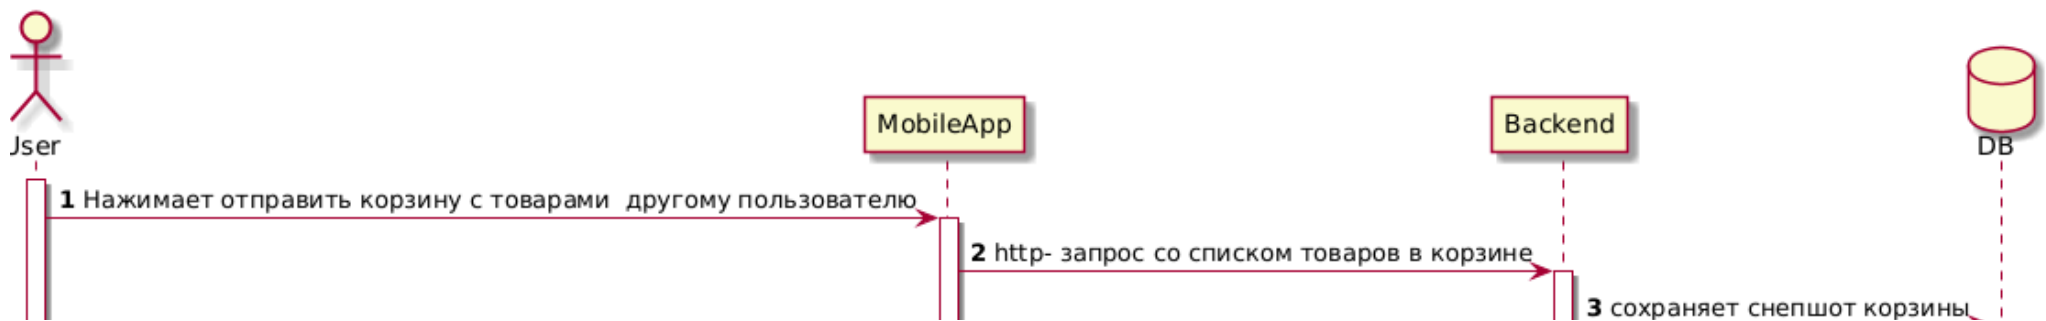 User
MobileApp
Backend
DB
1 Нажимает отправить корзину с товарами  другому пользователю
2 http- запрос со списком товаров в корзине
3 сохраняет снепшот корзины